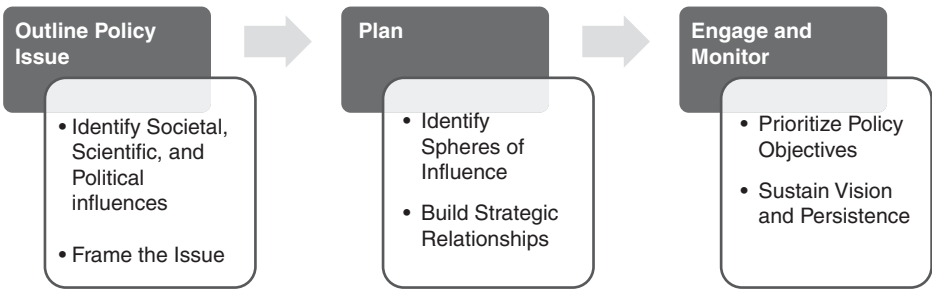 Outline Policy
Issue
• Identify Societal,
Scientific, and
Political
influences
• Frame the Issue
Plan
• Identify
Spheres of
Influence
• Build Strategic
Relationships
Engage and
Monitor
• Prioritize Policy
Objectives
• Sustain Vision
and Persistence